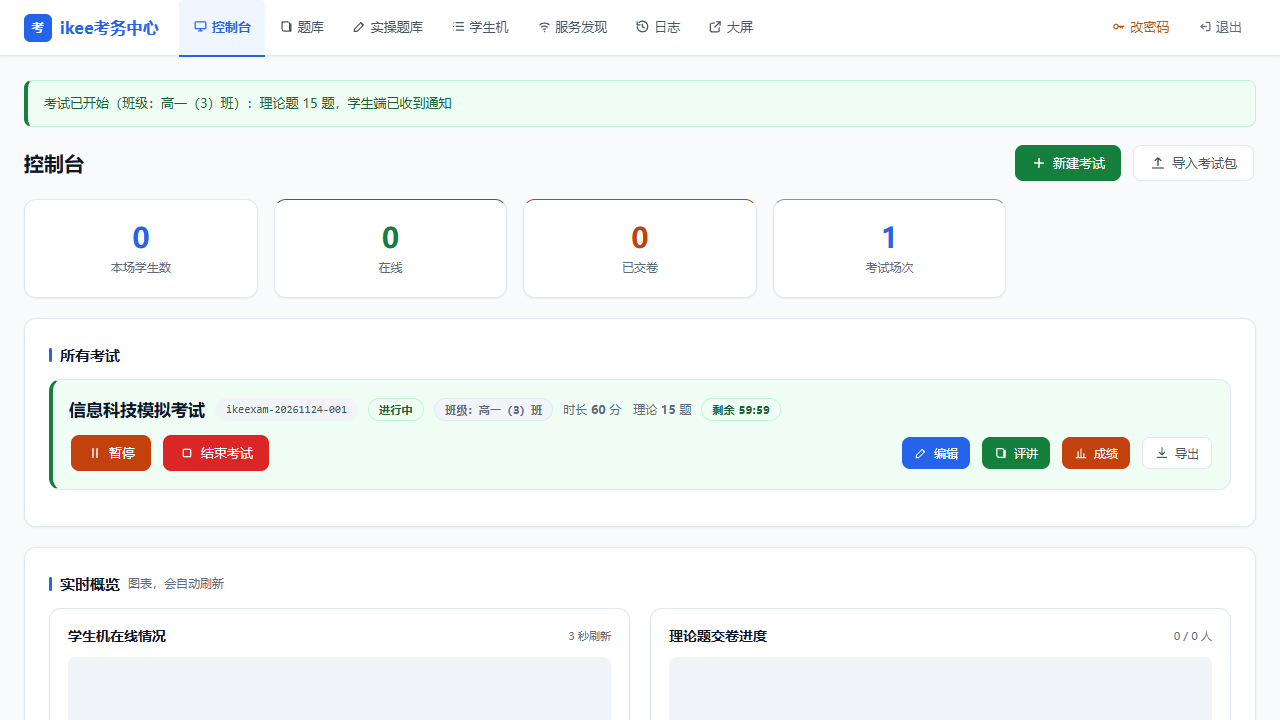 考 ikee考务中心 控制台 题库 实操题库 学生机 服务发现 日志 大屏 改密码 退出
考试已开始（班级：高一（3）班）：理论题 15 题，学生端已收到通知
控制台 新建考试 导入考试包
0 0 0 1
本场学生数 在线 已交卷 考试场次
所有考试
信息科技模拟考试 ikeexam-20261124-001 进行中 班级：高一（3）班 时长 60 分 理论 15 题 剩余 59:59
暂停 结束考试 编辑 评讲 成绩 导出
实时概览 图表，会自动刷新
学生机在线情况 3 秒刷新 理论题交卷进度 0 / 0 人